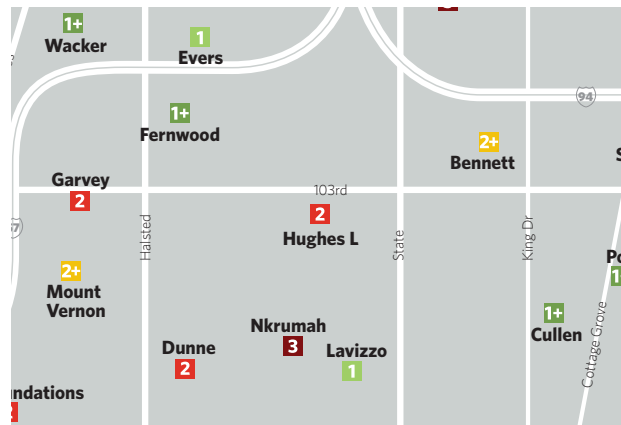 1+
Wacker
1
Evers
94
1+
Fernwood
2+
Bennett
Garvey
2
103rd
2
Hughes L
Halsted
State
King Dr
2+
Mount
Vernon
1+
Cullen
Cottage Grove
Nkrumah
3
Dunne
2
Lavizzo
1
ndations